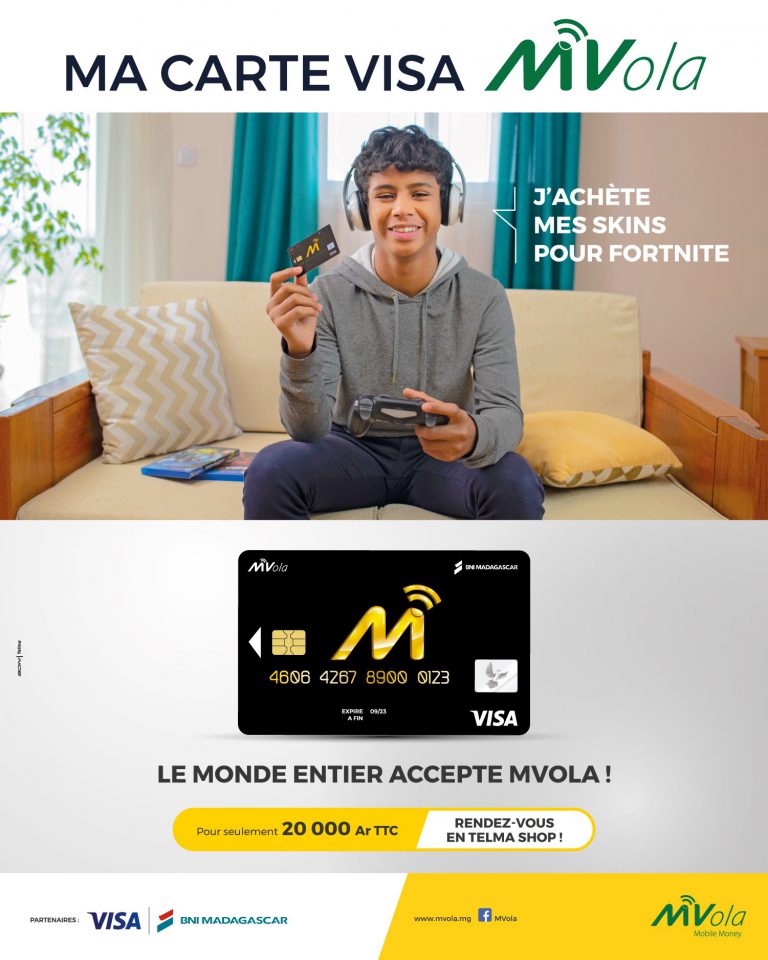 MA CARTE VISA MVola
J'ACHÈTE
MES SKINS
POUR FORTNITE
MVola
BNI MADAGASCAR
4606 4267 8900 0123
EXPIRE 09/23
A FIN
VISA
LE MONDE ENTIER ACCEPTE MVOLA !
Pour seulement 20 000 Ar TTC
RENDEZ-VOUS
EN TELMA SHOP !
PARTENAIRES : VISA BNI MADAGASCAR
www.mvola.mg f MVola
MVola
Mobile Money